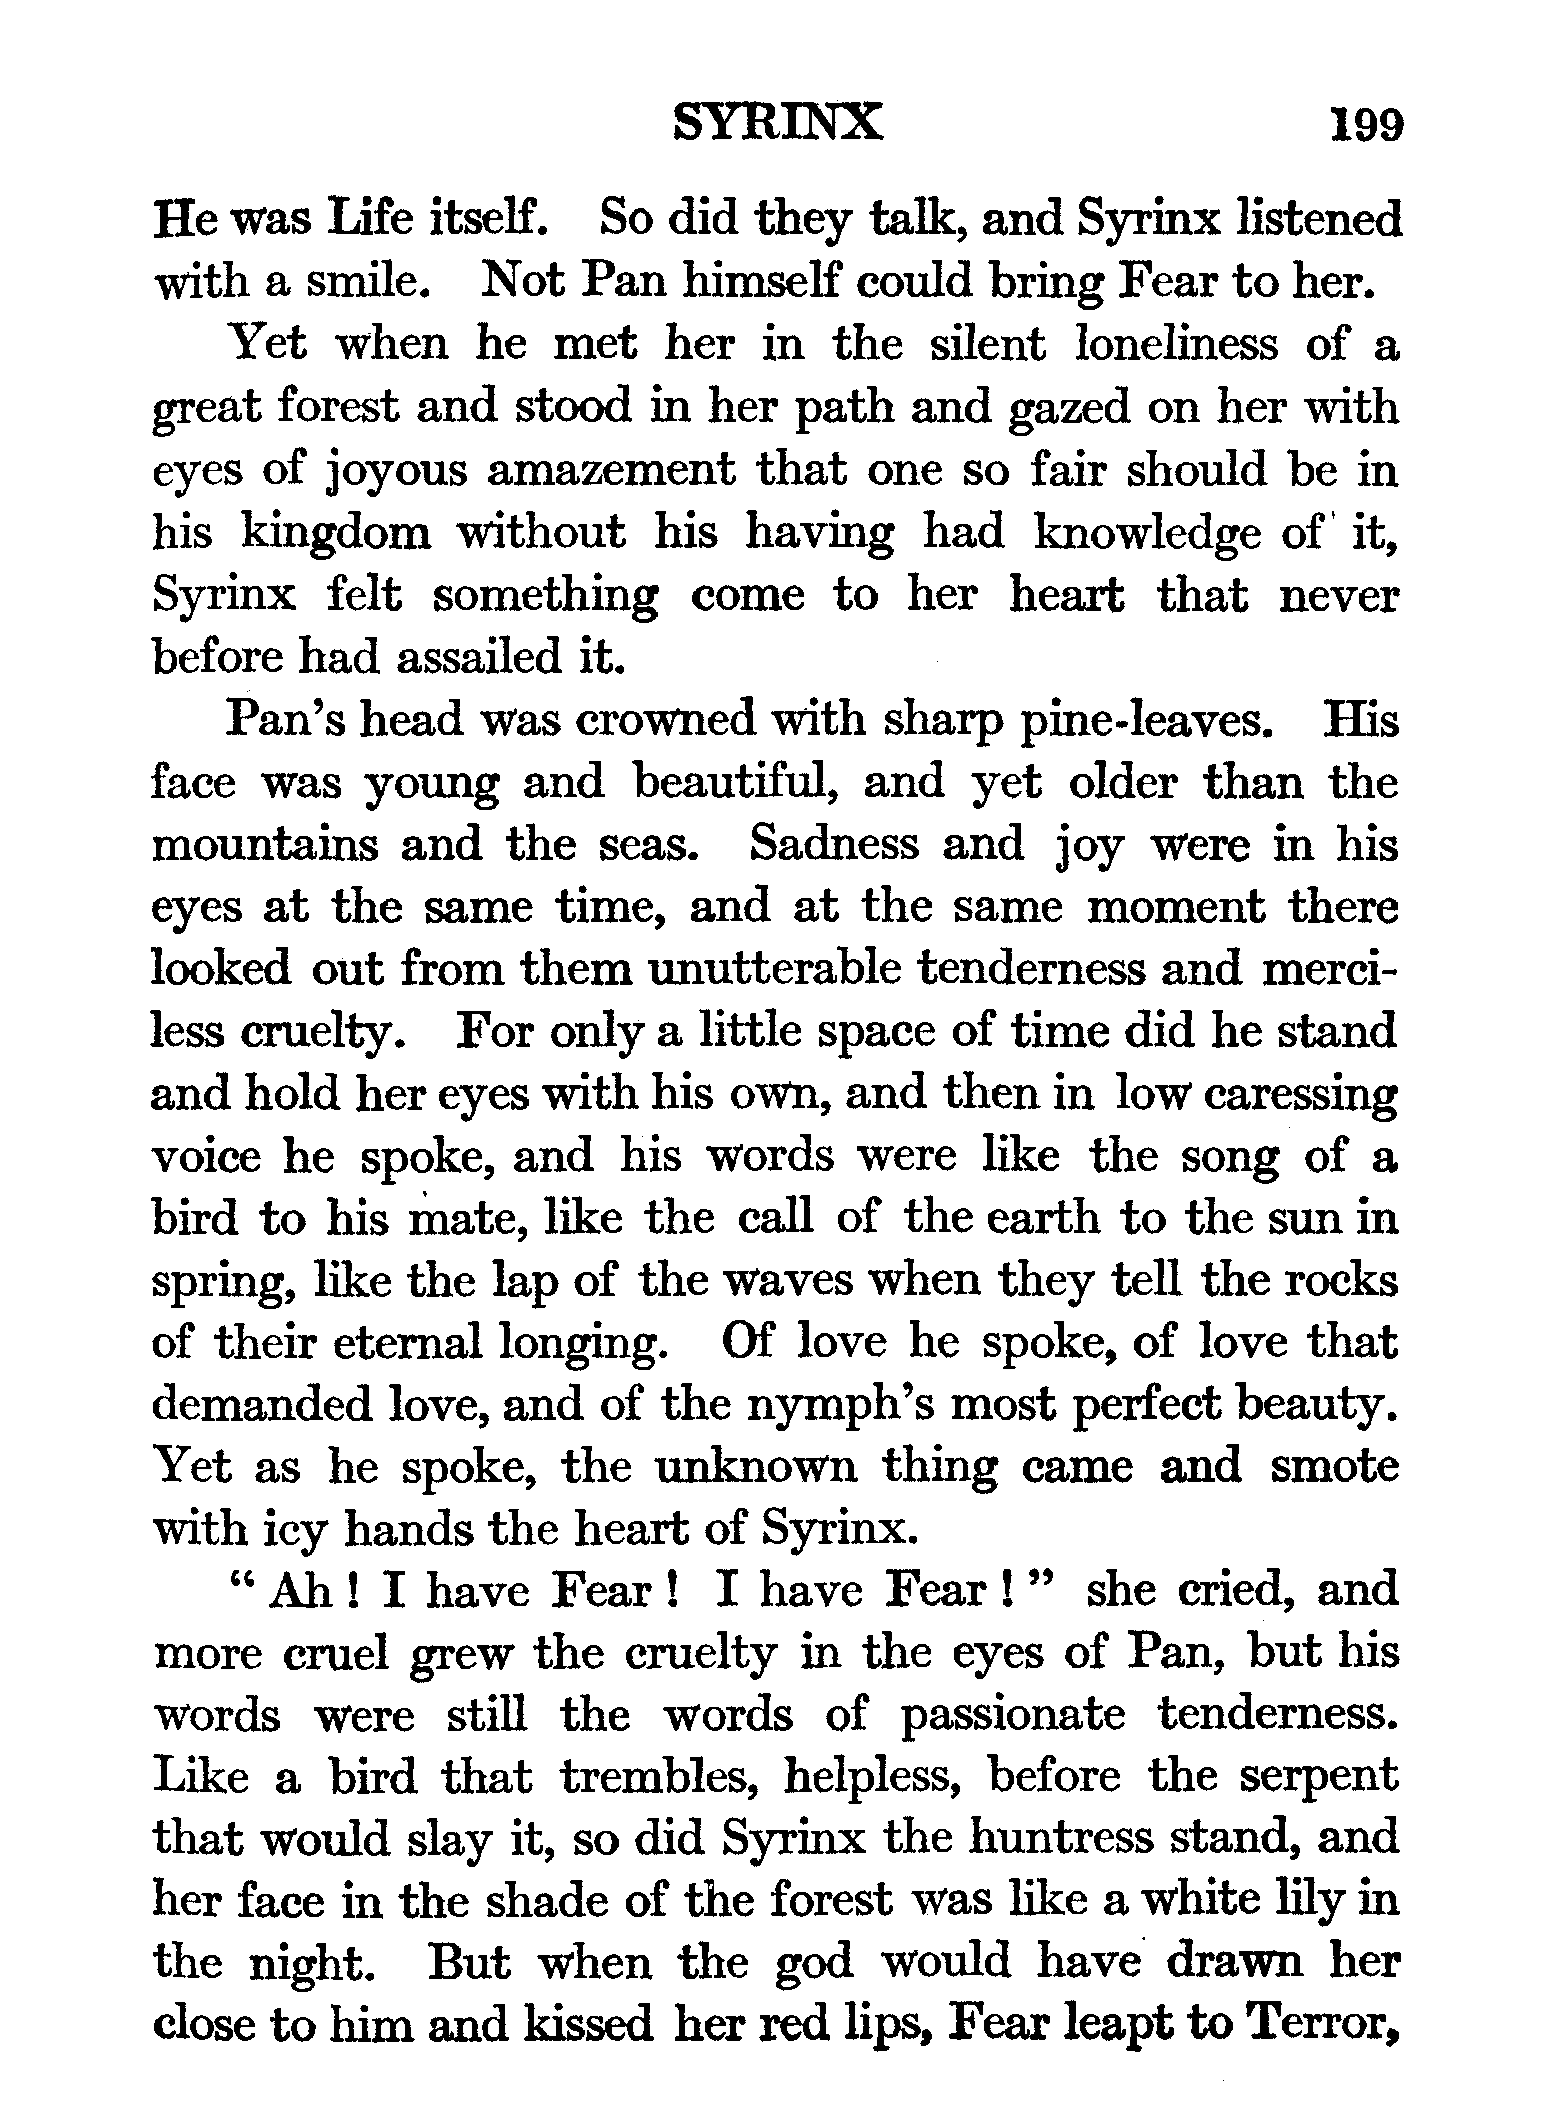 SYRINX 199
He was Life itself. So did they talk, and Syrinx listened
with a smile. Not Pan himself could bring Fear to her.
Yet when he met her in the silent loneliness of a
great forest and stood in her path and gazed on her with
eyes of joyous amazement that one so fair should be in
his kingdom without his having had knowledge of it,
Syrinx felt something come to her heart that never
before had assailed it.
Pan's head was crowned with sharp pine-leaves. His
face was young and beautiful, and yet older than the
mountains and the seas. Sadness and joy were in his
eyes at the same time, and at the same moment there
looked out from them unutterable tenderness and merci-
less cruelty. For only a little space of time did he stand
and hold her eyes with his own, and then in low caressing
voice he spoke, and his words were like the song of a
bird to his mate, like the call of the earth to the sun in
spring, like the lap of the waves when they tell the rocks
of their eternal longing. Of love he spoke, of love that
demanded love, and of the nymph's most perfect beauty.
Yet as he spoke, the unknown thing came and smote
with icy hands the heart of Syrinx.
“ Ah ! I have Fear ! I have Fear ! ” she cried, and
more cruel grew the cruelty in the eyes of Pan, but his
words were still the words of passionate tenderness.
Like a bird that trembles, helpless, before the serpent
that would slay it, so did Syrinx the huntress stand, and
her face in the shade of the forest was like a white lily in
the night. But when the god would have drawn her
close to him and kissed her red lips, Fear leapt to Terror,